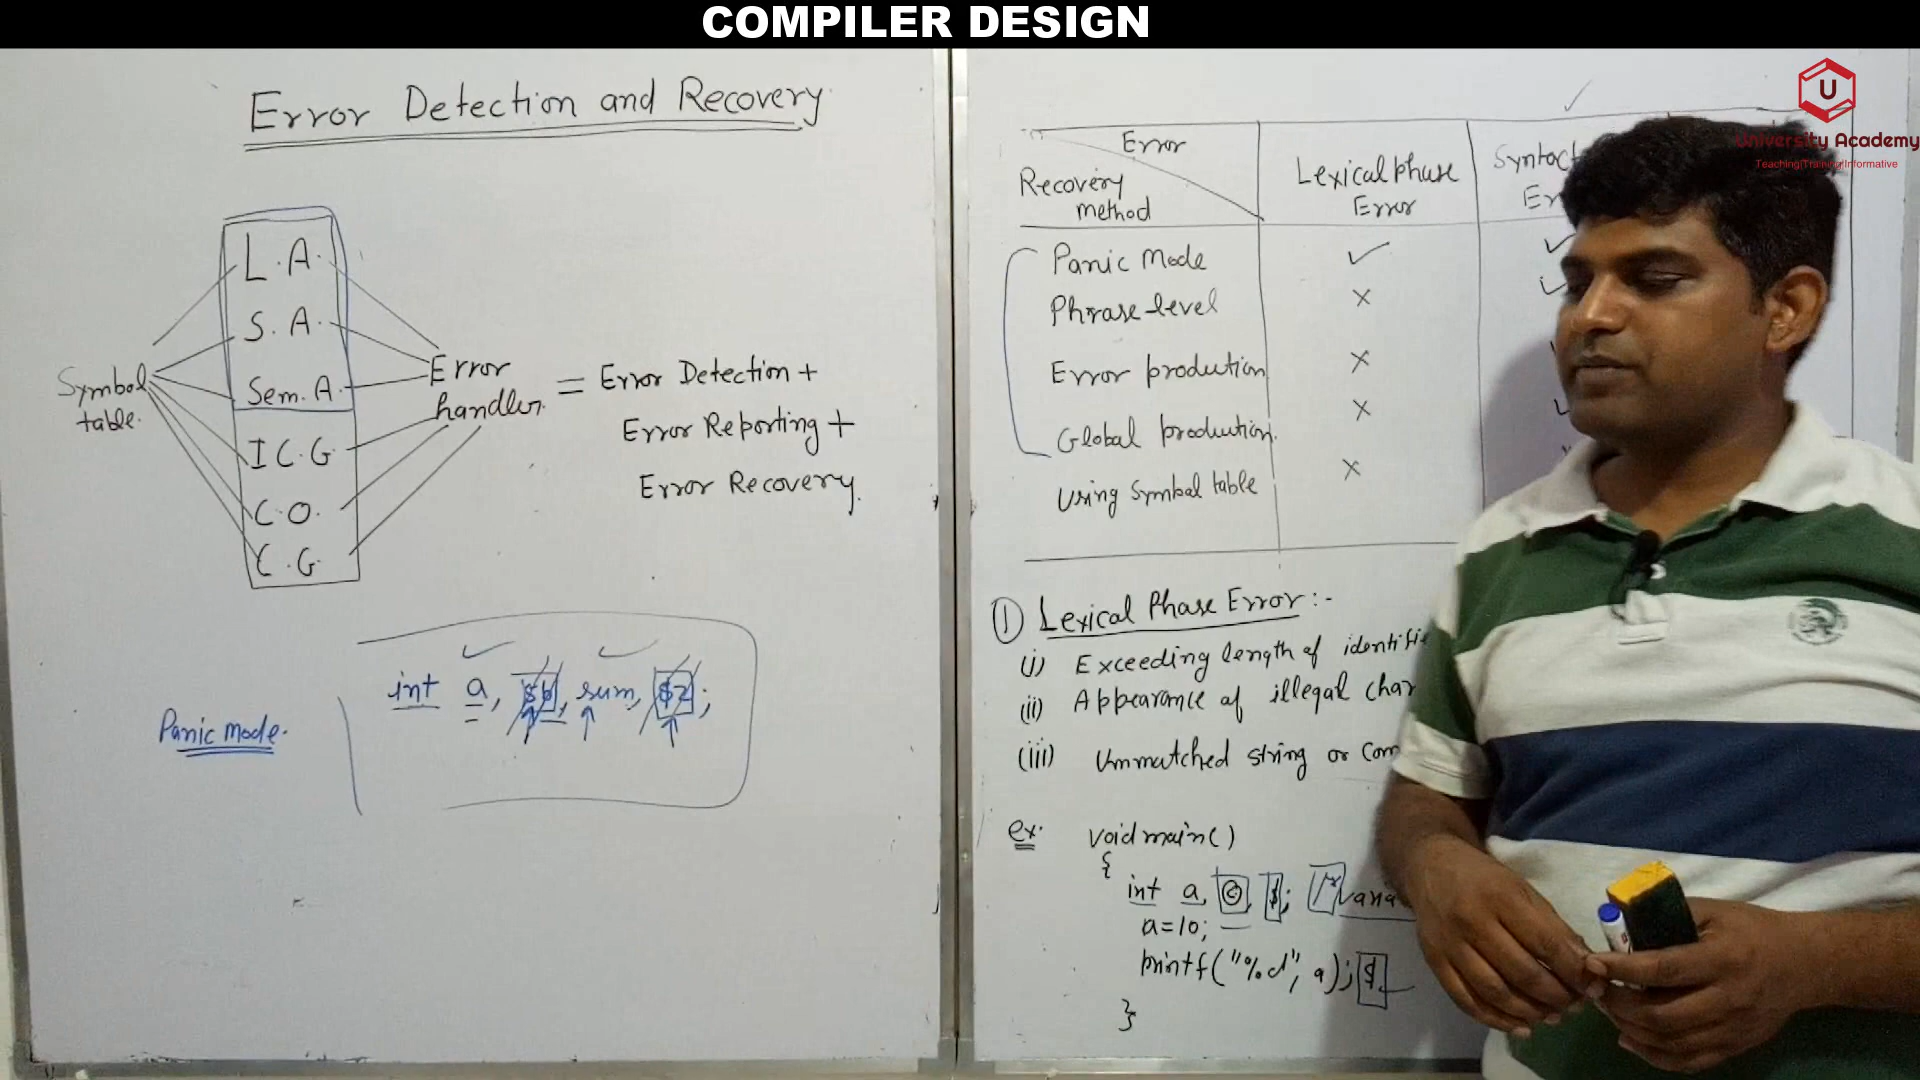 COMPILER DESIGN
U
University Academy
Teaching|Training|Informative
Error Detection and Recovery
L.A.
S.A.
Sem.A.
I C.G.
C.O.
C.G.
Symbol
table.
Error
handler.
= Error Detection +
Error Reporting +
Error Recovery.
Panic Mode.
int a, $b, sum, $2;
Error
Recovery
method
Lexical Phase
Error
Panic Mode ✓ ✓
Phrase-level × ✓
Error production ×
Global production. ×
Using Symbol table ×
① Lexical Phase Error :-
(i) Exceeding length of
(ii) Appearance of illegal
(iii) Unmatched string or
ex.
void main()
{
int a, $; /*
a=10;
printf("%d", a); $
}